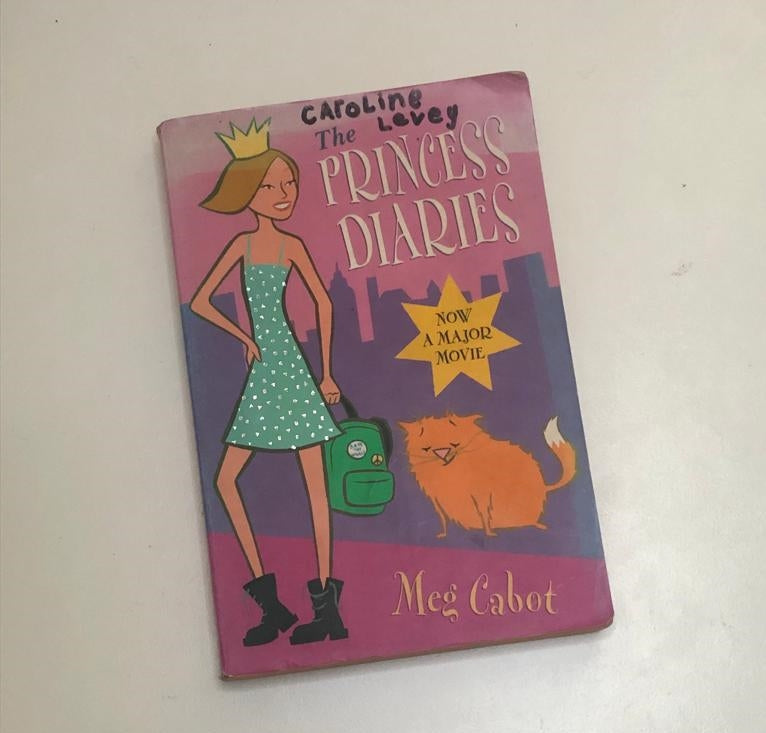 CAROLINE
Levey
The
PRINCESS
DIARIES
NOW
A MAJOR
MOVIE
Meg Cabot